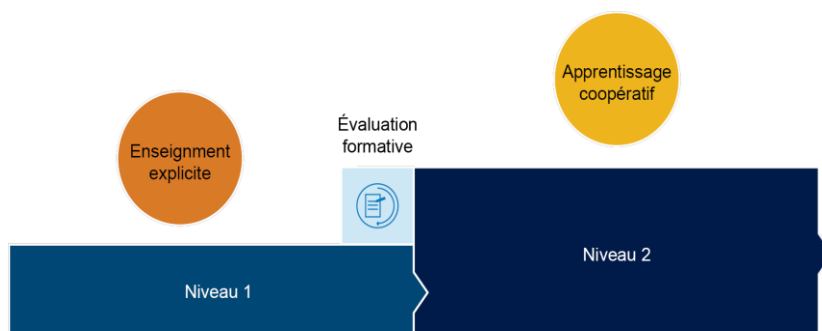 Apprentissage
coopératif
Évaluation
formative
Enseignment
explicite
Niveau 1
Niveau 2